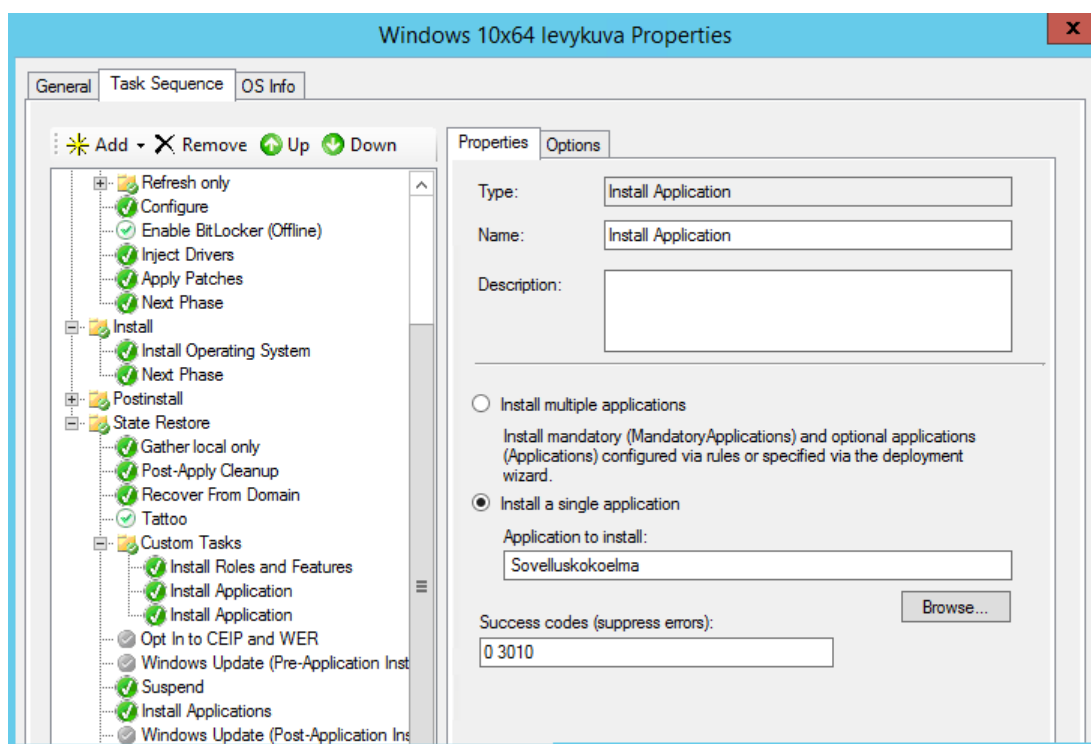 Windows 10x64 levykuva Properties
x
General Task Sequence OS Info
Add Remove Up Down
Refresh only
Configure
Enable BitLocker (Offline)
Inject Drivers
Apply Patches
Next Phase
Install
Install Operating System
Next Phase
Postinstall
State Restore
Gather local only
Post-Apply Cleanup
Recover From Domain
Tattoo
Custom Tasks
Install Roles and Features
Install Application
Install Application
Opt In to CEIP and WER
Windows Update (Pre-Application Inst
Suspend
Install Applications
Windows Update (Post-Application Ins
Properties Options
Type: Install Application
Name: Install Application
Description:
Install multiple applications
Install mandatory (MandatoryApplications) and optional applications
(Applications) configured via rules or specified via the deployment
wizard.
Install a single application
Application to install:
Sovelluskokoelma
Browse...
Success codes (suppress errors):
0 3010